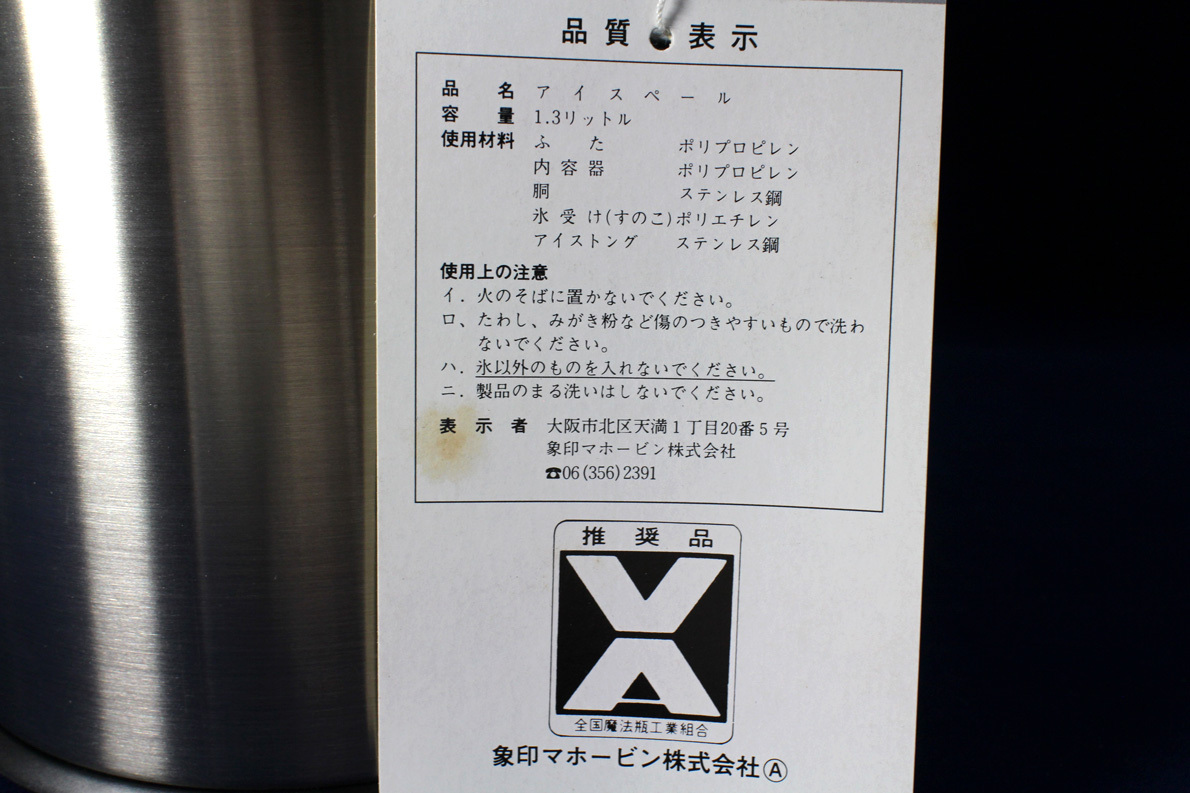 品質表示
品名 アイスペール
容量 1.3リットル
使用材料 ふた ポリプロピレン
内容器 ポリプロピレン
胴 ステンレス鋼
氷受け(すのこ)ポリエチレン
アイストング ステンレス鋼
使用上の注意
イ.火のそばに置かないでください。
ロ、たわし、みがき粉など傷のつきやすいもので洗わ
ないでください。
ハ.氷以外のものを入れないでください。
ニ.製品のまる洗いはしないでください。
表示者 大阪市北区天満1丁目20番5号
象印マホービン株式会社
☎06(356)2391
推奨品
VA
全国魔法瓶工業組合
象印マホービン株式会社Ⓐ